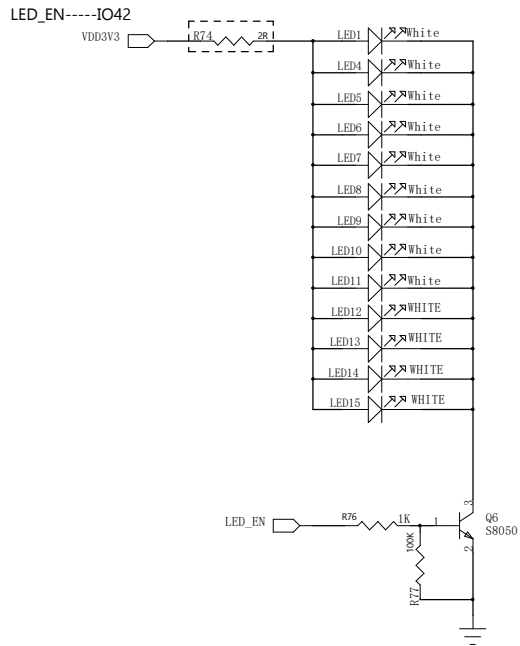 LED_EN-----IO42
VDD3V3
R74
2R
LED1
White
LED4
White
LED5
White
LED6
White
LED7
White
LED8
White
LED9
White
LED10
White
LED11
White
LED12
WHITE
LED13
WHITE
LED14
WHITE
LED15
WHITE
3
LED_EN
R76
1K
1
Q6
S8050
2
100K
R77